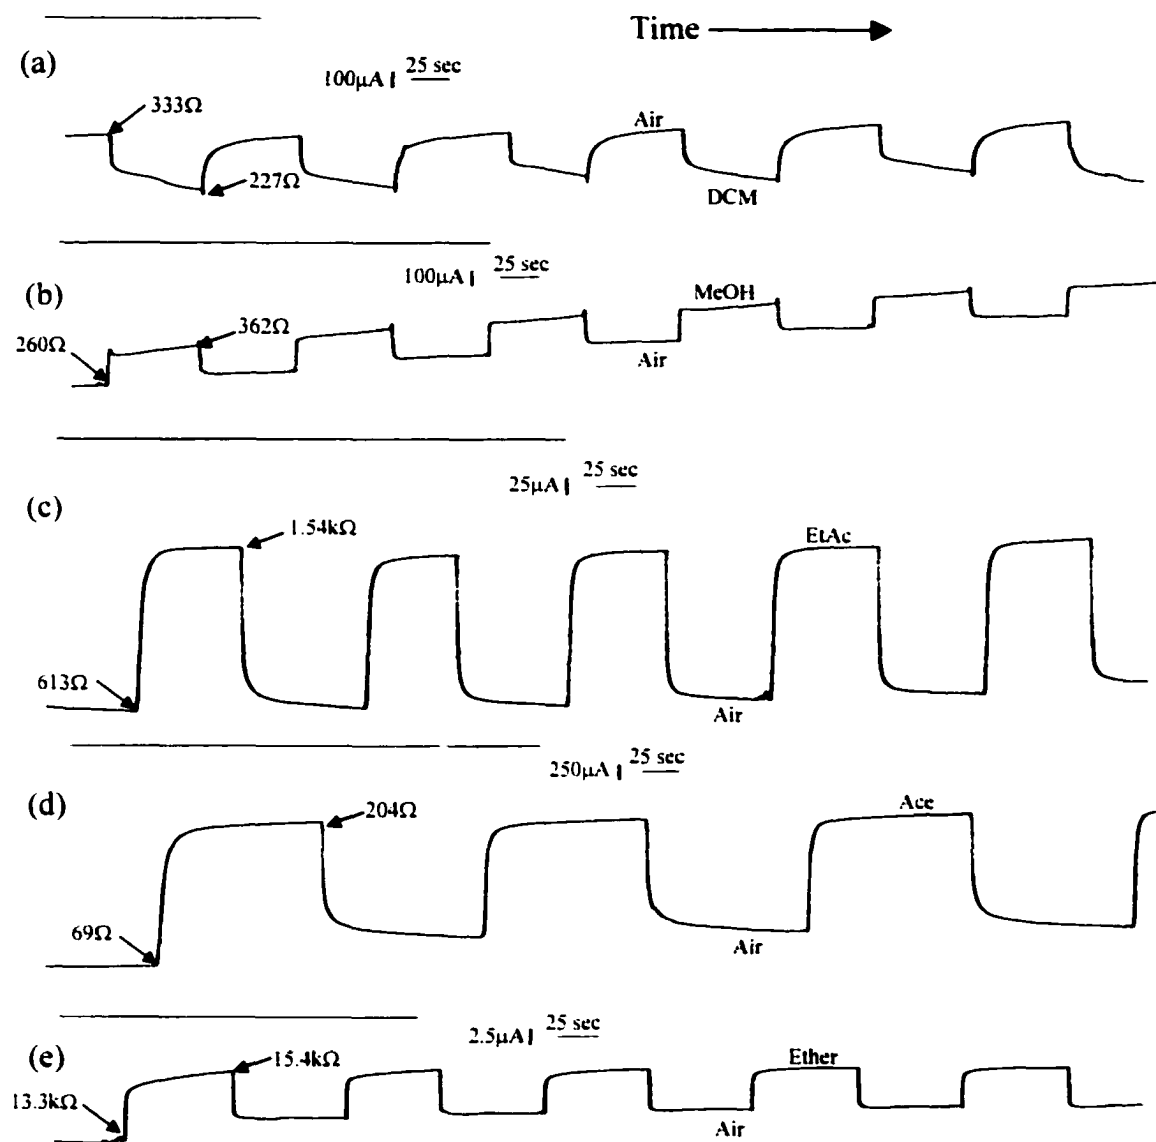 Time
(a)
100µA 25 sec
333Ω
Air
227Ω
DCM
(b)
100µA 25 sec
MeOH
362Ω
260Ω
Air
(c)
25µA 25 sec
1.54kΩ
EtAc
613Ω
Air
(d)
250µA 25 sec
204Ω
Ace
69Ω
Air
(e)
2.5µA 25 sec
15.4kΩ
Ether
13.3kΩ
Air